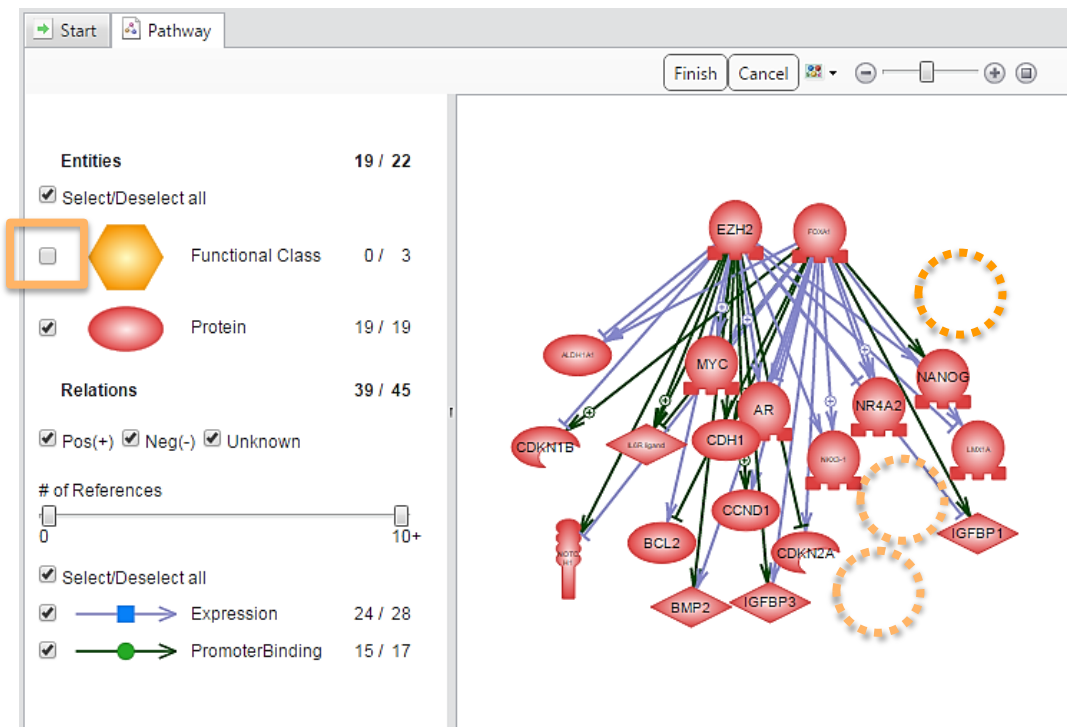 Start Pathway
Finish Cancel
Entities 19 / 22
Select/Deselect all
Functional Class 0 / 3
Protein 19 / 19
Relations 39 / 45
Pos(+) Neg(-) Unknown
# of References
0 10+
Select/Deselect all
Expression 24 / 28
PromoterBinding 15 / 17
EZH2
FOXA1
ALDH1A1
MYC
NANOG
AR
NR4A2
CDKN1B
IL6R ligand
CDH1
NKX3-1
LMX1A
CCND1
IGFBP1
BCL2
CDKN2A
NOTC
H1
BMP2
IGFBP3